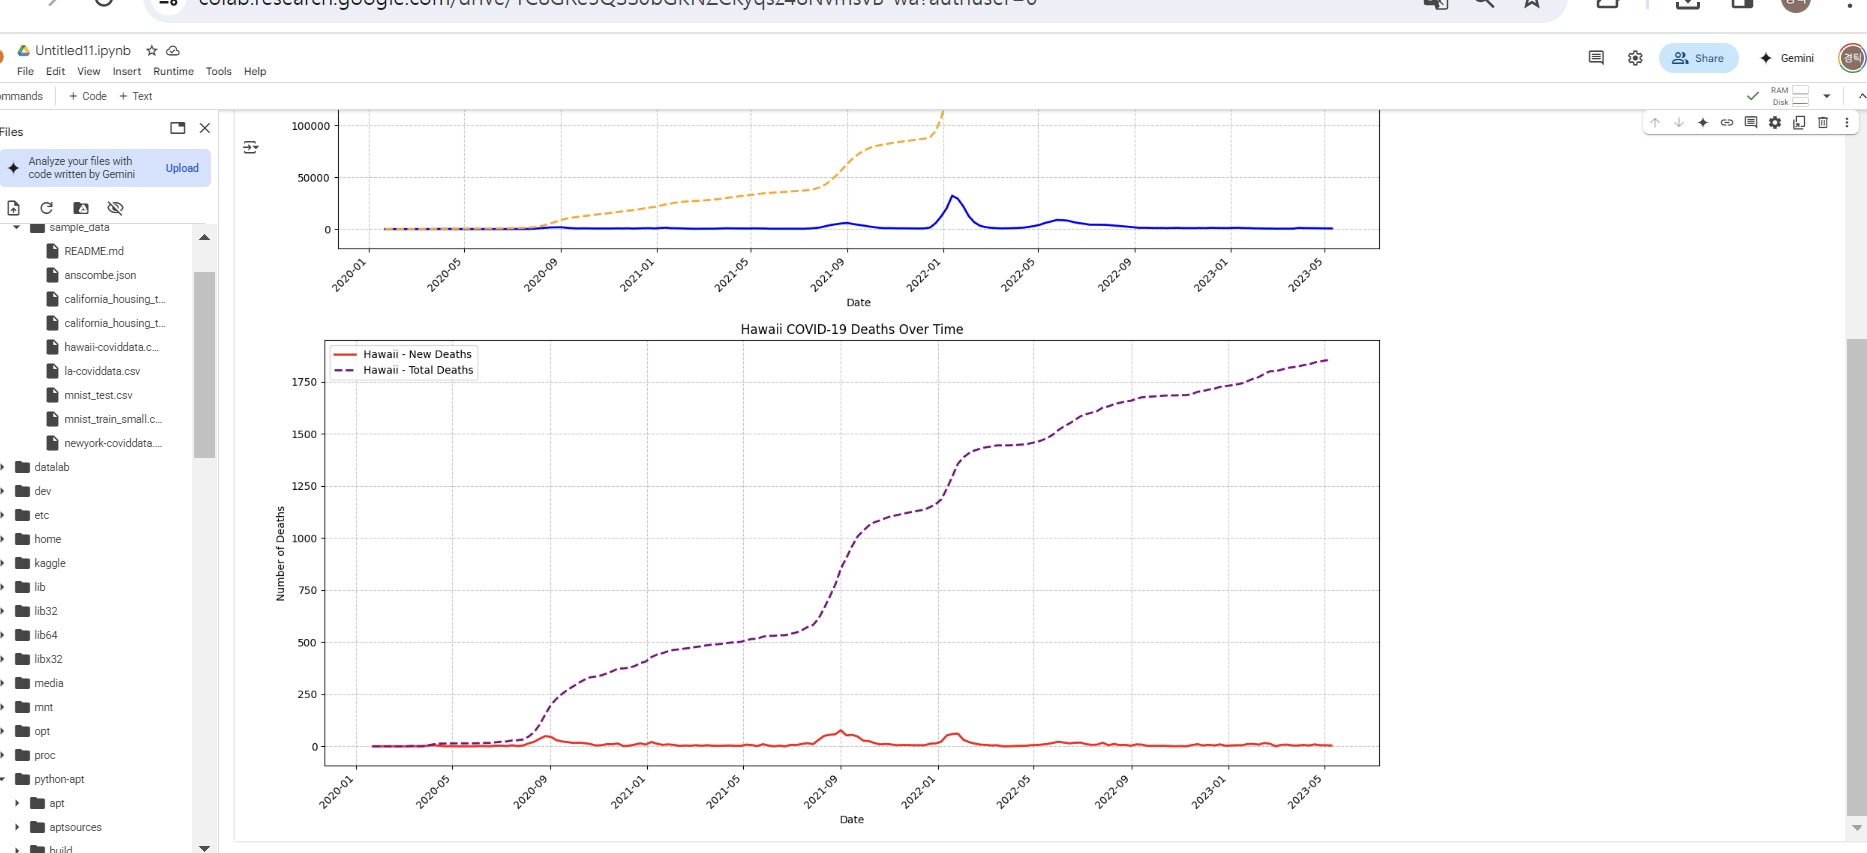 Untitled11.ipynb
File Edit View Insert Runtime Tools Help
Share
Gemini
경탁
+ Code + Text
RAM
Disk
Files
Analyze your files with
code written by Gemini
Upload
sample_data
README.md
anscombe.json
california_housing_t...
california_housing_t...
hawaii-coviddata.c...
la-coviddata.csv
mnist_test.csv
mnist_train_small.c...
newyork-coviddata....
datalab
dev
etc
home
kaggle
lib
lib32
lib64
libx32
media
mnt
opt
proc
python-apt
apt
aptsources
build
100000
50000
0
2020-01 2020-05 2020-09 2021-01 2021-05 2021-09 2022-01 2022-05 2022-09 2023-01 2023-05
Date
Hawaii COVID-19 Deaths Over Time
Hawaii - New Deaths
Hawaii - Total Deaths
Number of Deaths
1750
1500
1250
1000
750
500
250
0
2020-01 2020-05 2020-09 2021-01 2021-05 2021-09 2022-01 2022-05 2022-09 2023-01 2023-05
Date